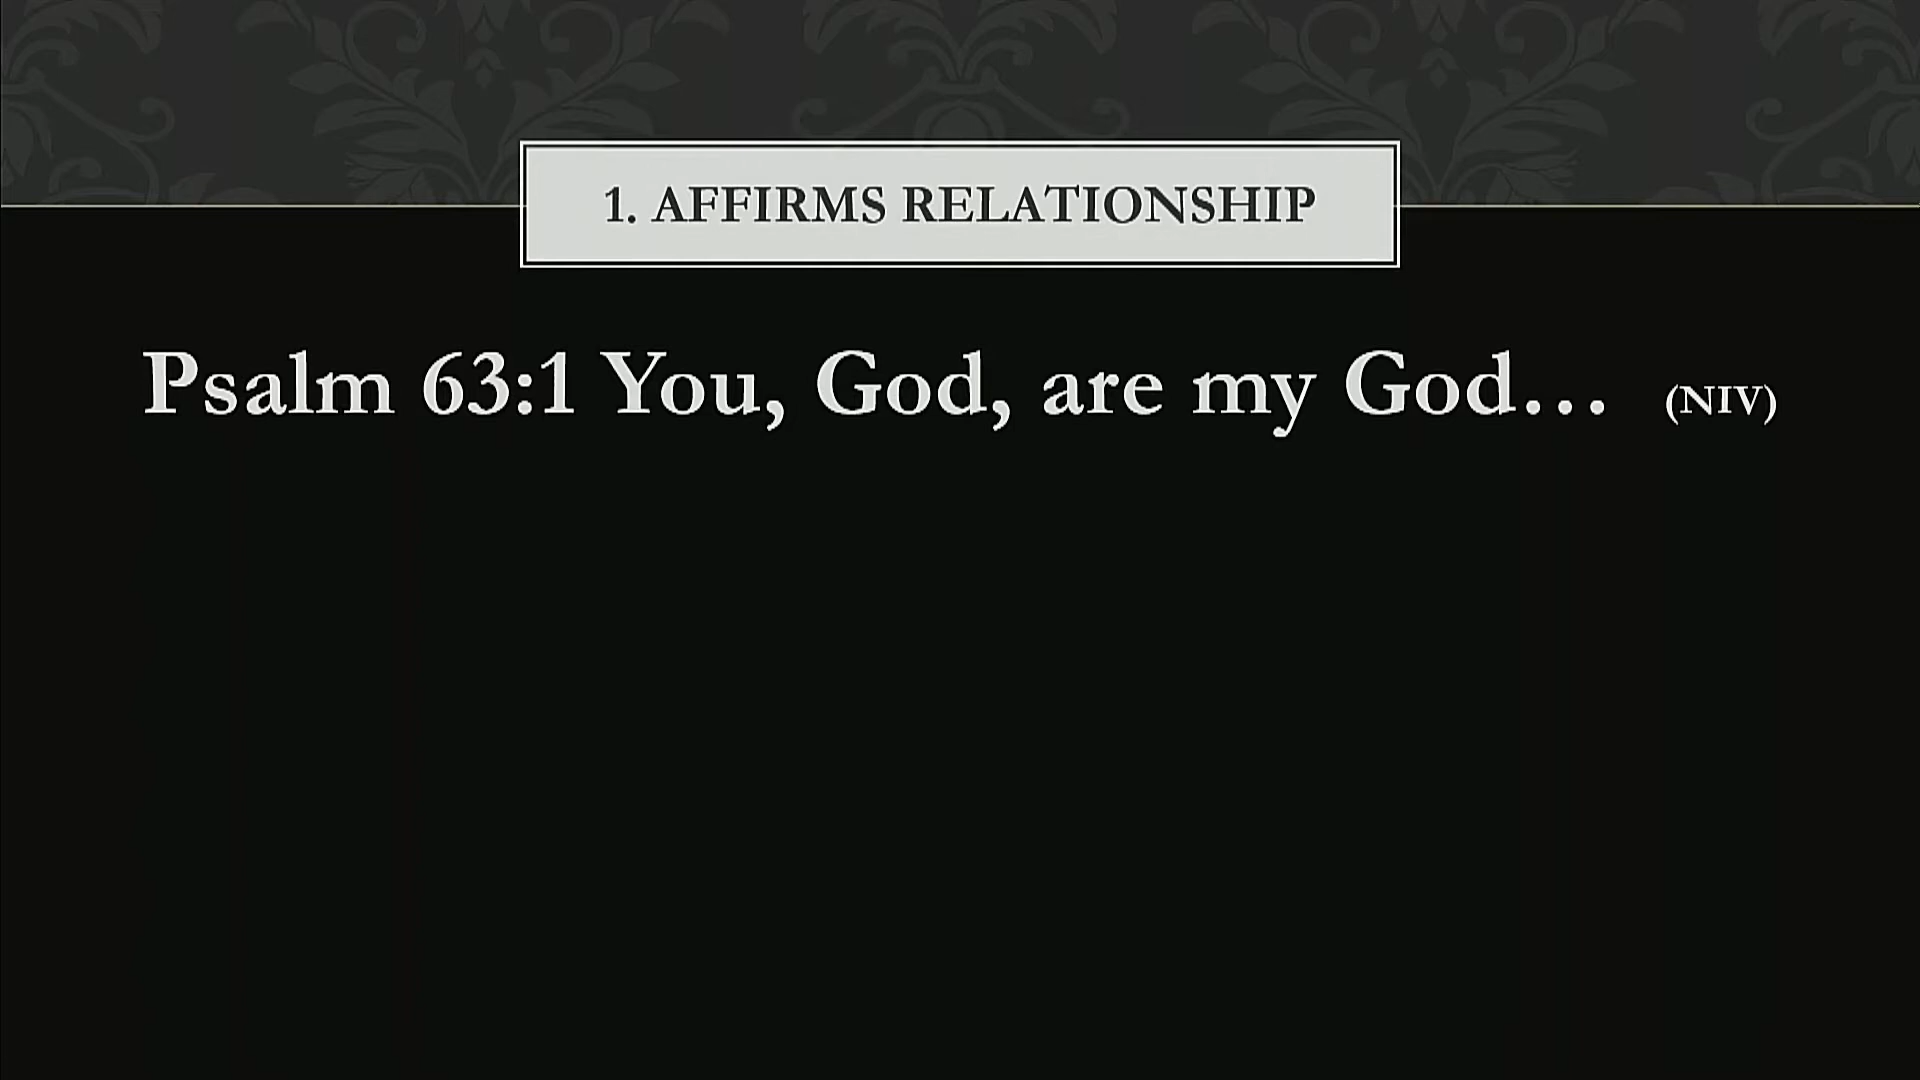 1. AFFIRMS RELATIONSHIP
Psalm 63:1 You, God, are my God… (NIV)